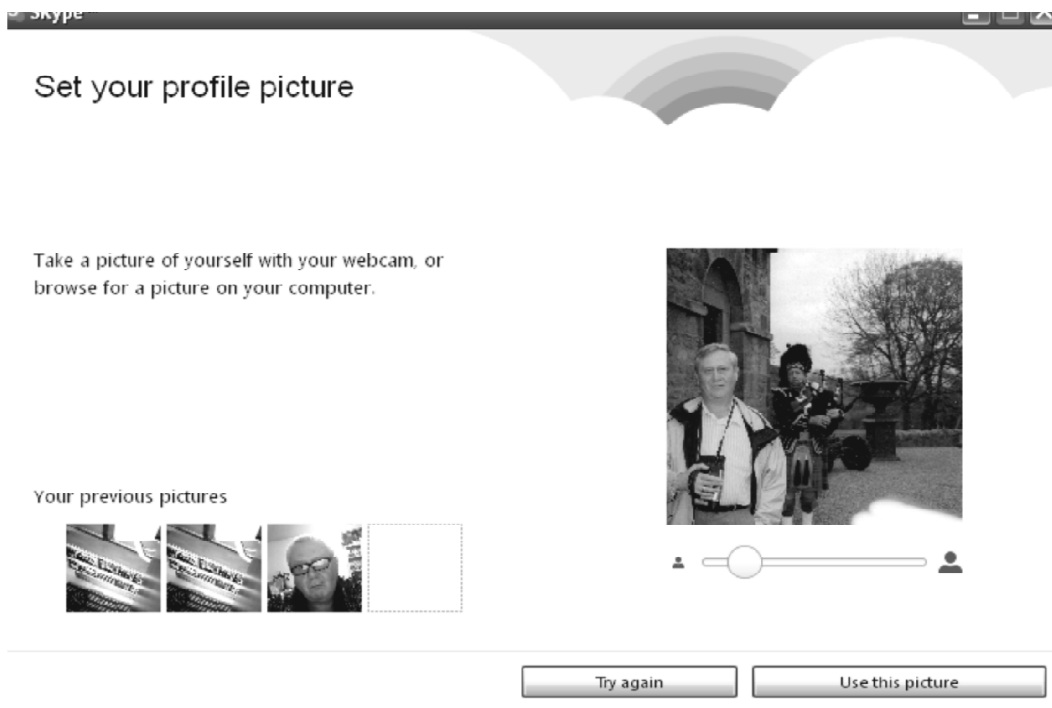 Skype
Set your profile picture
Take a picture of yourself with your webcam, or
browse for a picture on your computer.
Your previous pictures
Try again
Use this picture